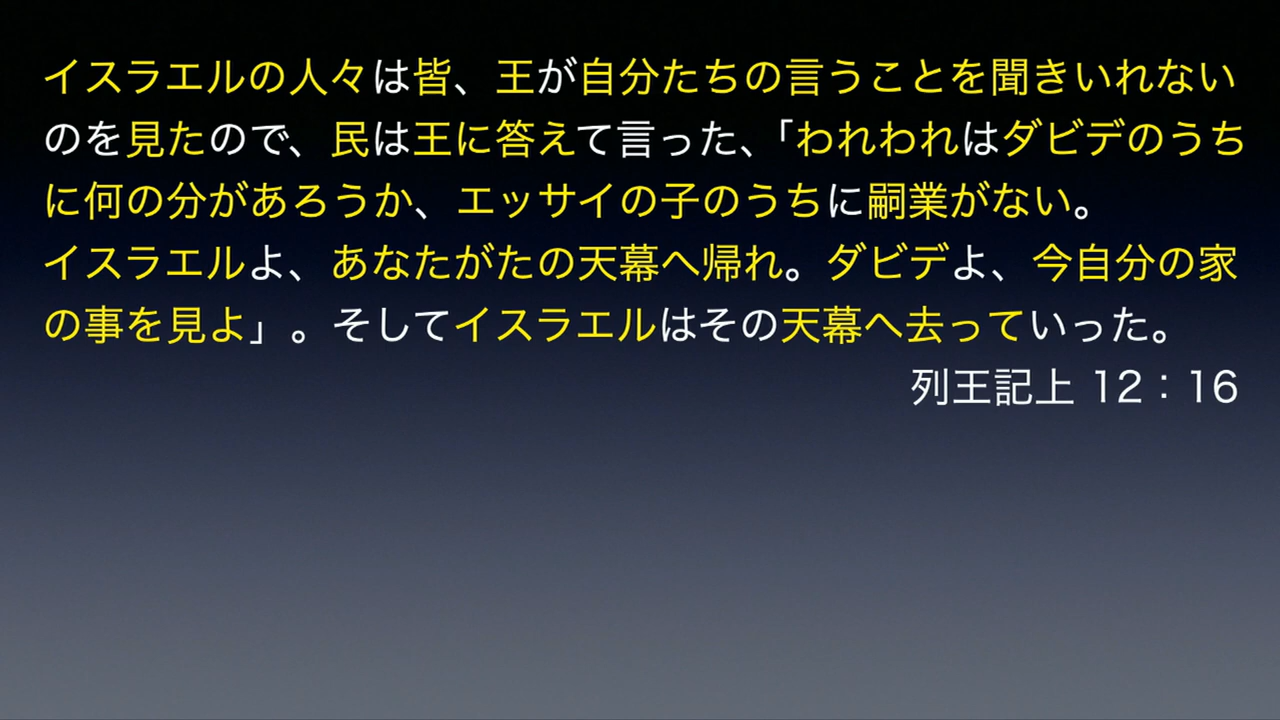 イスラエルの人々は皆、王が自分たちの言うことを聞きいれない
のを見たので、民は王に答えて言った、「われわれはダビデのうち
に何の分があろうか、エッサイの子のうちに嗣業がない。
イスラエルよ、あなたがたの天幕へ帰れ。ダビデよ、今自分の家
の事を見よ」。そしてイスラエルはその天幕へ去っていった。
列王記上 12：16